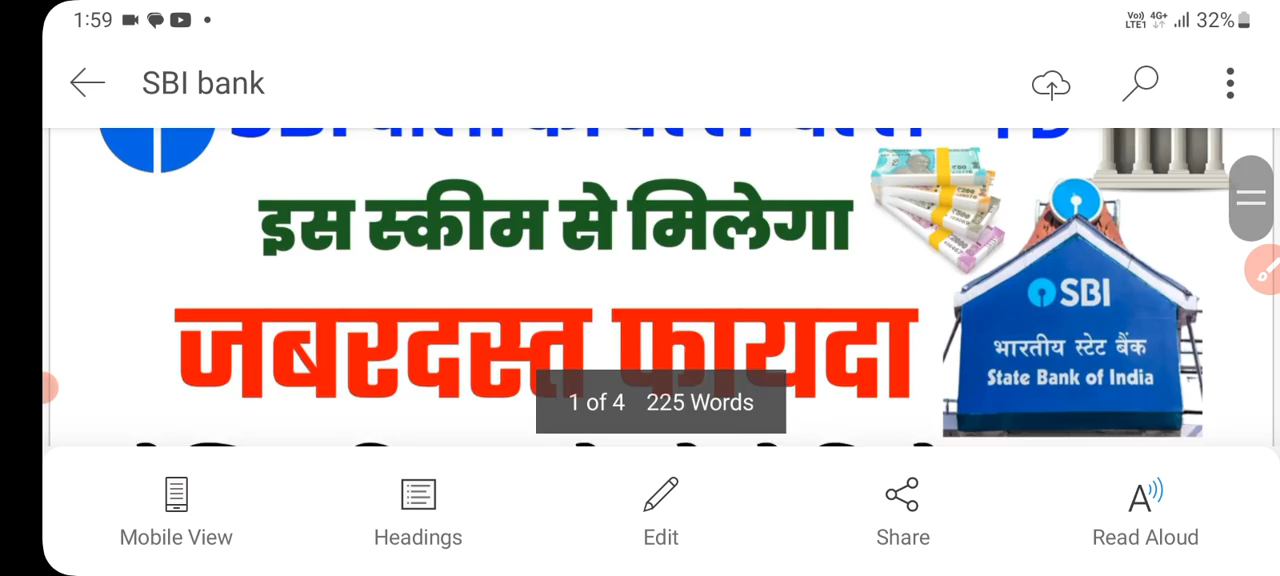 1:59
Vo)) 4G+ LTE1 32%
SBI bank
इस स्कीम से मिलेगा
जबरदस्त फायदा
SBI
भारतीय स्टेट बैंक
State Bank of India
1 of 4 225 Words
Mobile View
Headings
Edit
Share
Read Aloud